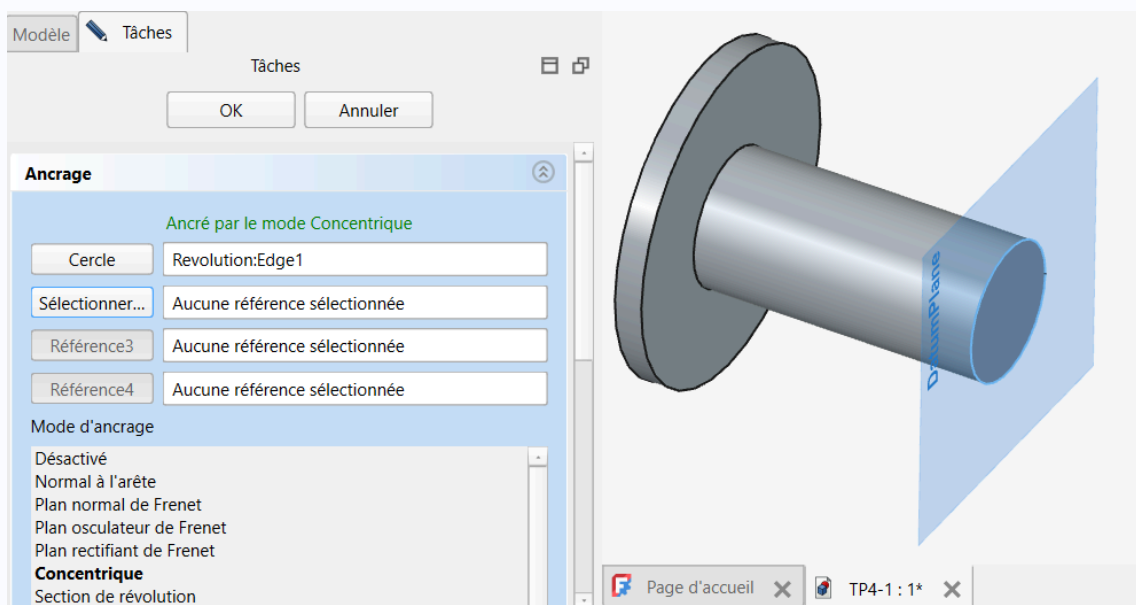 Modèle
Tâches
Tâches
OK
Annuler
Ancrage
Ancré par le mode Concentrique
Cercle
Revolution:Edge1
Sélectionner...
Aucune référence sélectionnée
Référence3
Aucune référence sélectionnée
Référence4
Aucune référence sélectionnée
Mode d'ancrage
Désactivé
Normal à l'arête
Plan normal de Frenet
Plan osculateur de Frenet
Plan rectifiant de Frenet
Concentrique
Section de révolution
DatumPlane
Page d'accueil
TP4-1 : 1*